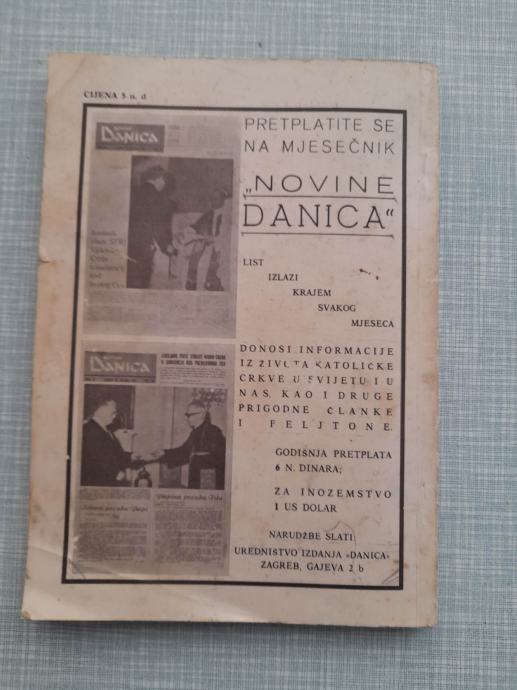 CIJENA 5 n. d
PRETPLATITE SE
NA MJESEČNIK
„NOVINE
DANICA“
LIST
IZLAZI
KRAJEM
SVAKOG
MJESECA
DONOSI INFORMACIJE
IZ ŽIVOTA KATOLIČKE
CRKVE U SVIJETU I U
NAS, KAO I DRUGE
PRIGODNE ČLANKE
I FELJTONE.
GODIŠNJA PRETPLATA
6 N. DINARA;
ZA INOZEMSTVO
1 US DOLAR
NARUDŽBE SLATI:
UREDNIŠTVO IZDANJA »DANICA«
ZAGREB, GAJEVA 2 b
DANICA
DANICA